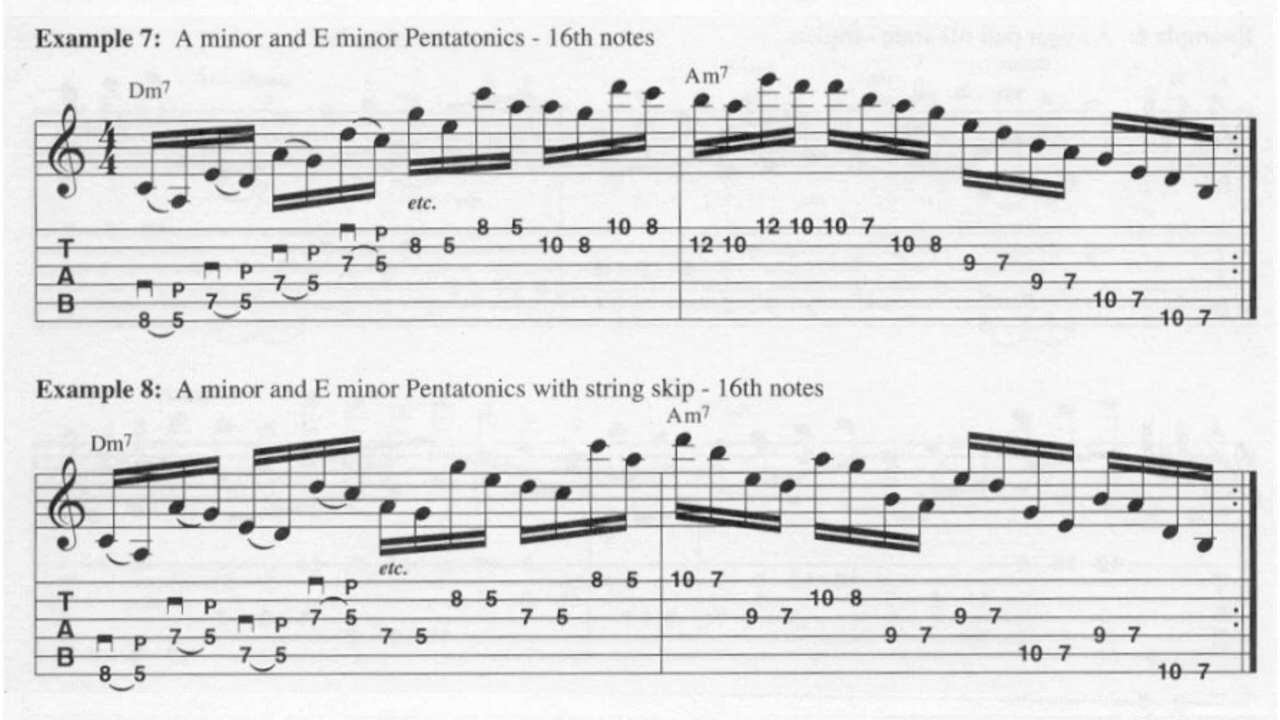 Example 7: A minor and E minor Pentatonics - 16th notes
Dm7 Am7
4
4
etc.
P P P P
T A B
8 5 7 5 7 5 7 5 8 5 8 5 10 8 10 8 12 10 12 10 10 7 10 8 9 7 9 7 10 7 10 7
Example 8: A minor and E minor Pentatonics with string skip - 16th notes
Dm7 Am7
etc.
P P P P
T A B
8 5 7 5 7 5 7 5 7 5 8 5 7 5 8 5 10 7 9 7 10 8 9 7 9 7 10 7 9 7 10 7